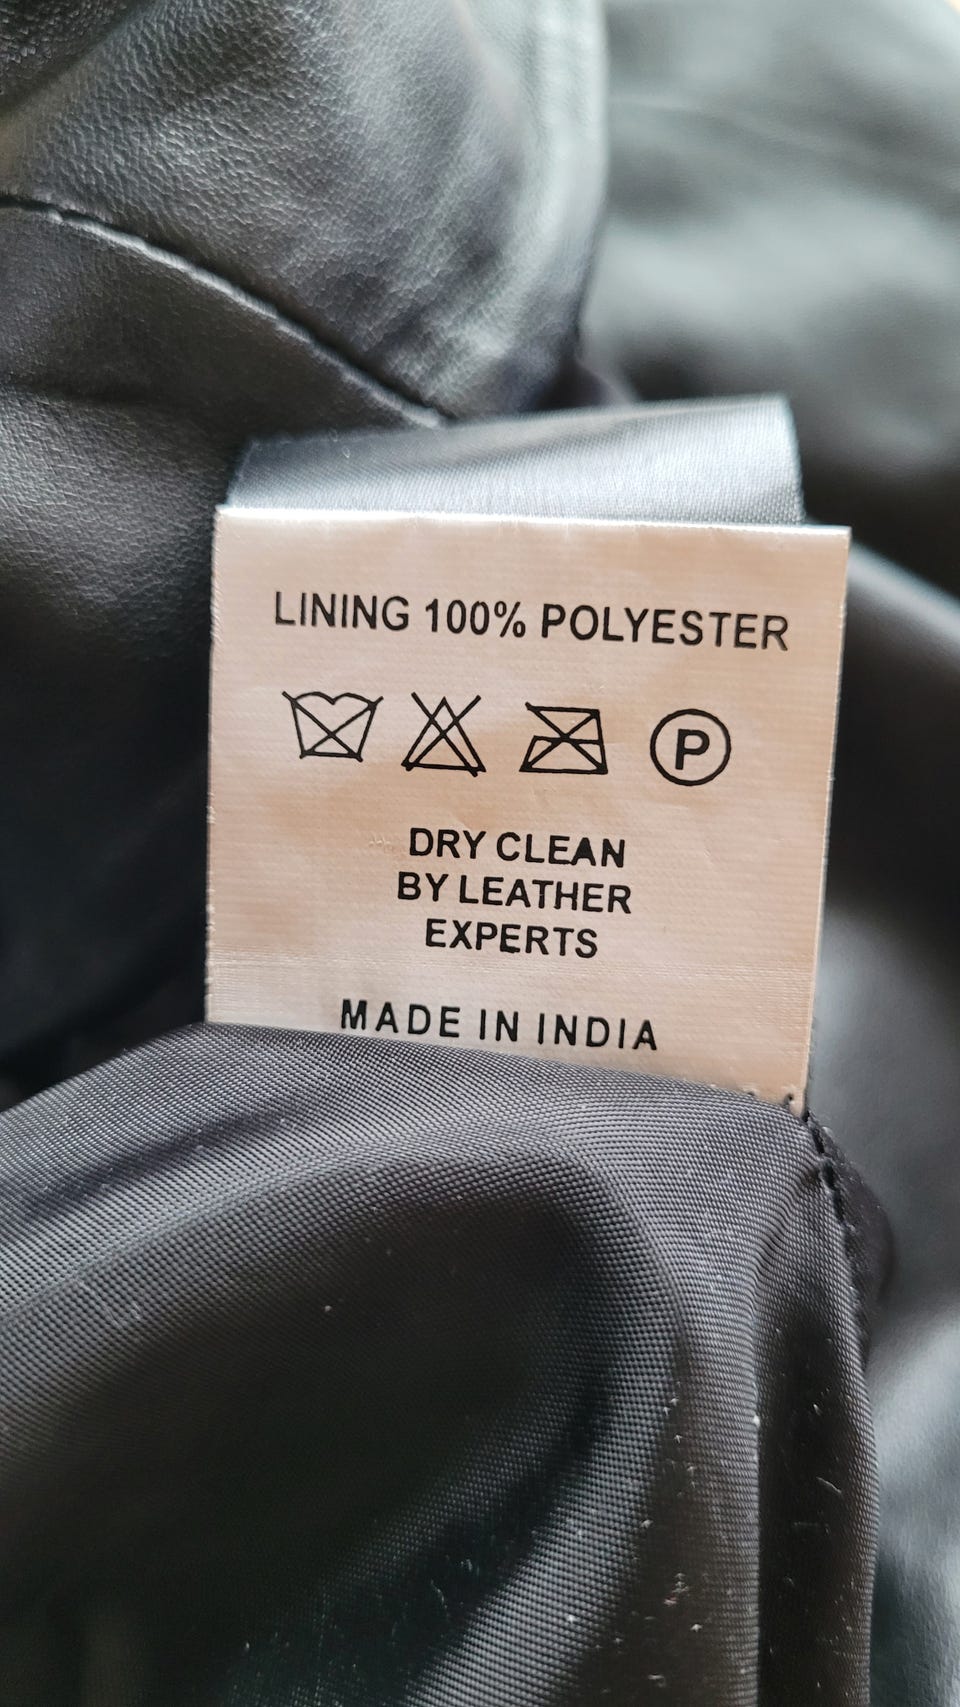 LINING 100% POLYESTER
P
DRY CLEAN
BY LEATHER
EXPERTS
MADE IN INDIA